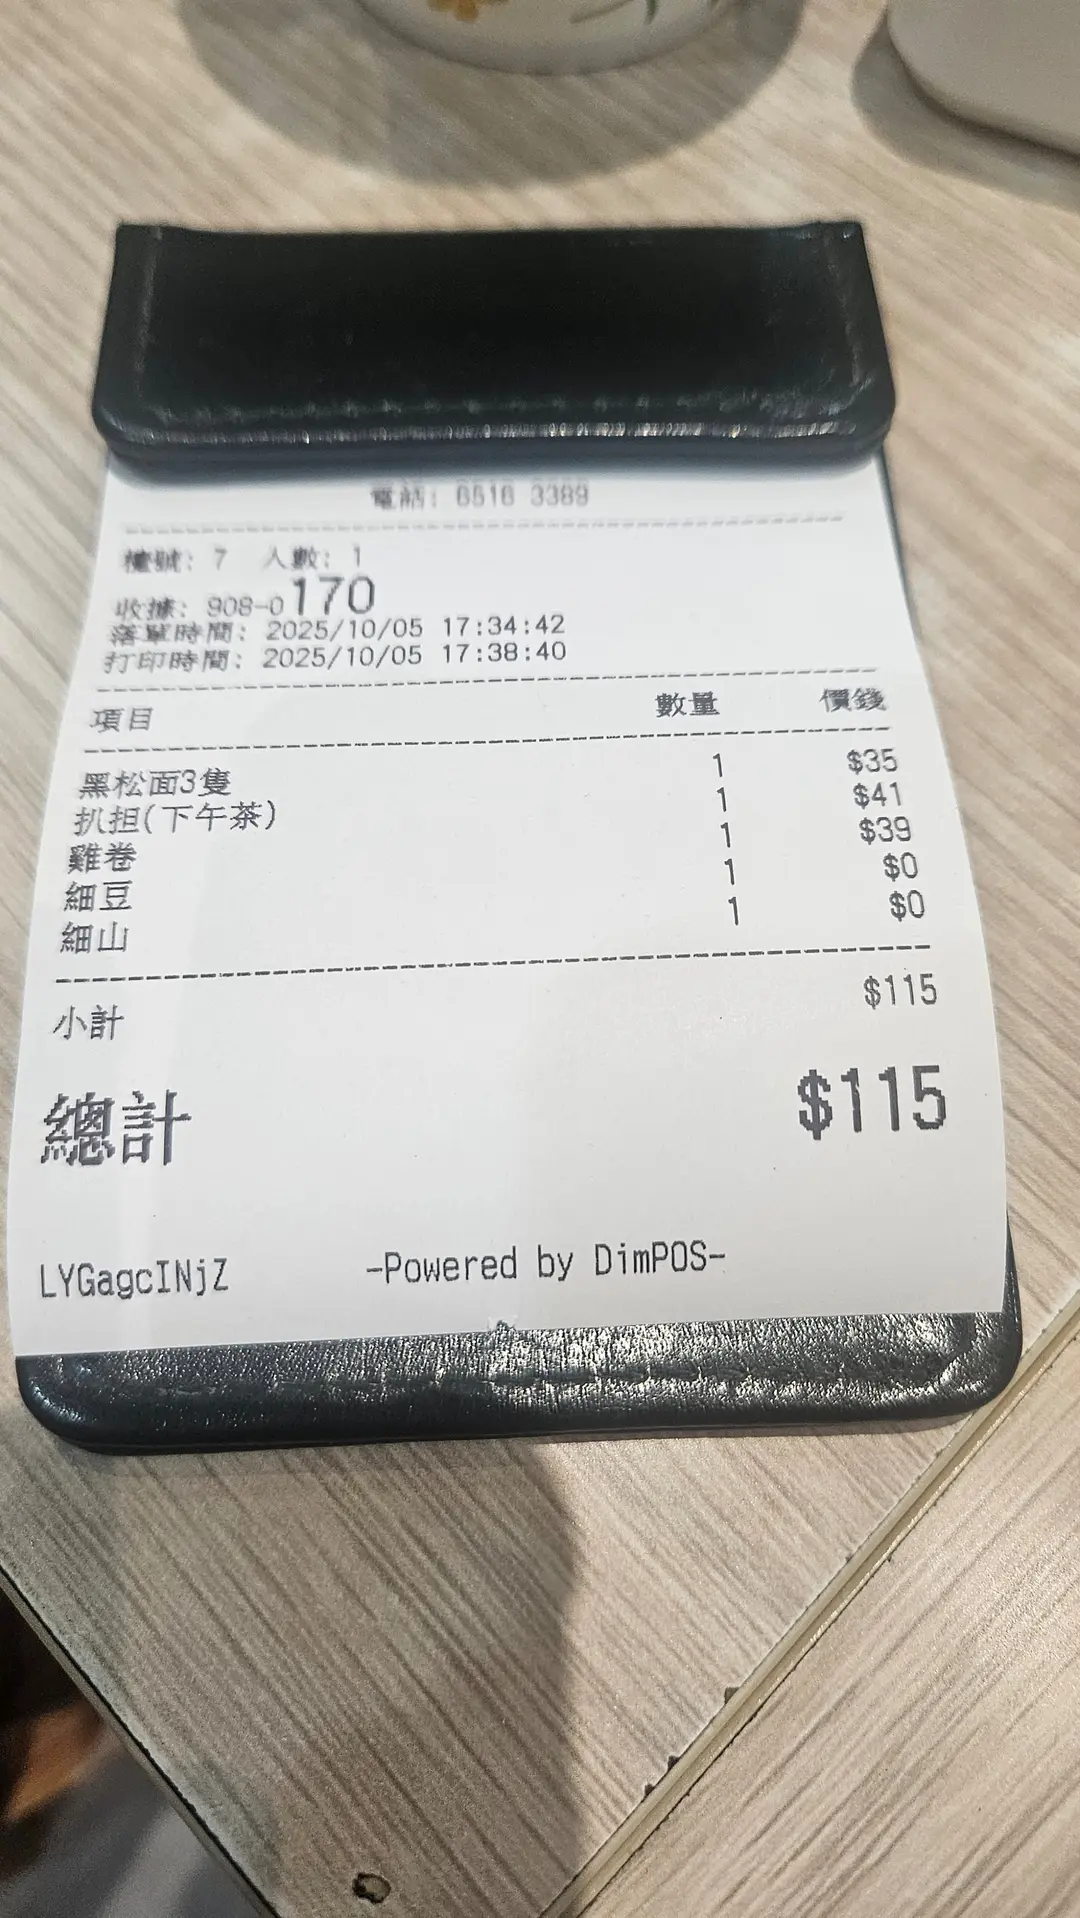 電話: 6516 3389
檯號: 7 人數: 1
收據: 908-0170
落單時間: 2025/10/05 17:34:42
打印時間: 2025/10/05 17:38:40
項目 數量 價錢
黑松面3隻 1 $35
扒担(下午茶) 1 $41
雞卷 1 $39
細豆 1 $0
細山 1 $0
小計 $115
總計 $115
LYGagcINjZ -Powered by DimPOS-